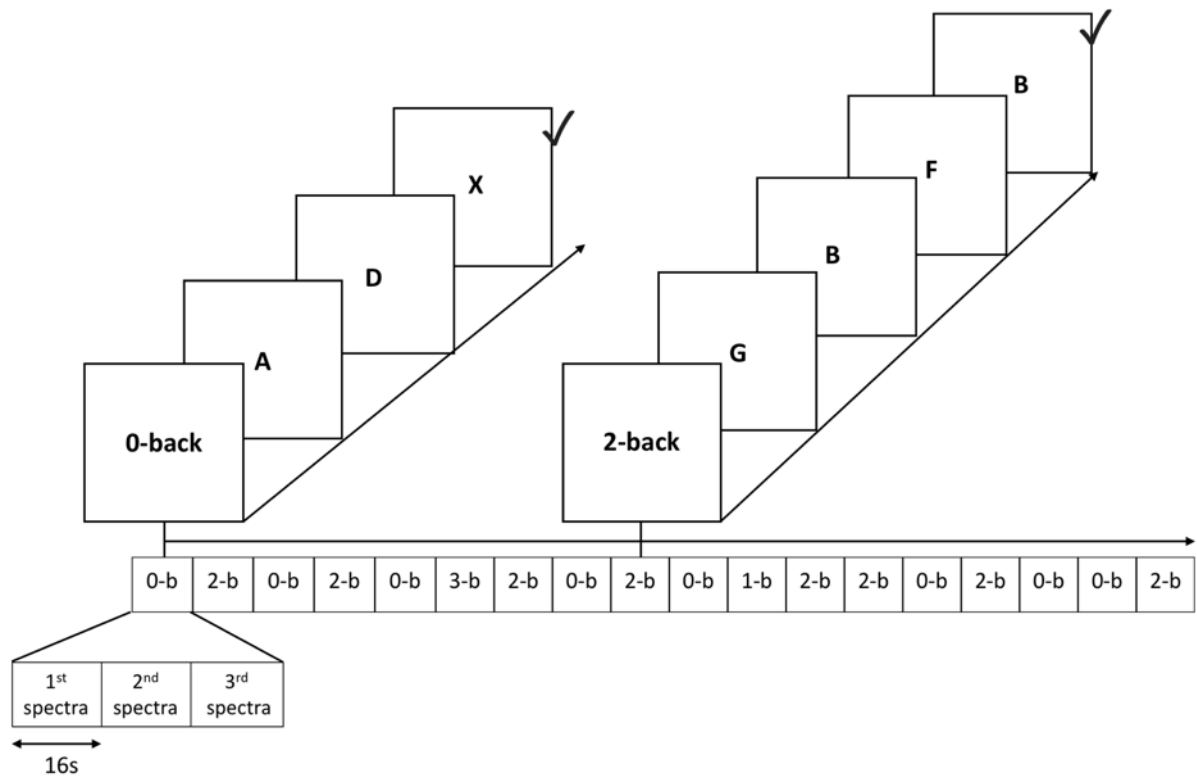 B
F
X
B
D
G
A
0-back
2-back
0-b 2-b 0-b 2-b 0-b 3-b 2-b 0-b 2-b 0-b 1-b 2-b 2-b 0-b 2-b 0-b 0-b 2-b
1st spectra
2nd spectra
3rd spectra
16s